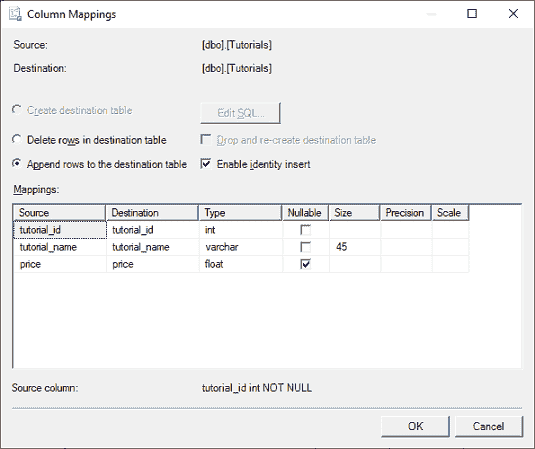 Column Mappings
Source: [dbo].[Tutorials]
Destination: [dbo].[Tutorials]
Create destination table Edit SQL...
Delete rows in destination table Drop and re-create destination table
Append rows to the destination table Enable identity insert
Mappings:
Source Destination Type Nullable Size Precision Scale
tutorial_id tutorial_id int
tutorial_name tutorial_name varchar 45
price price float
Source column: tutorial_id int NOT NULL
OK Cancel